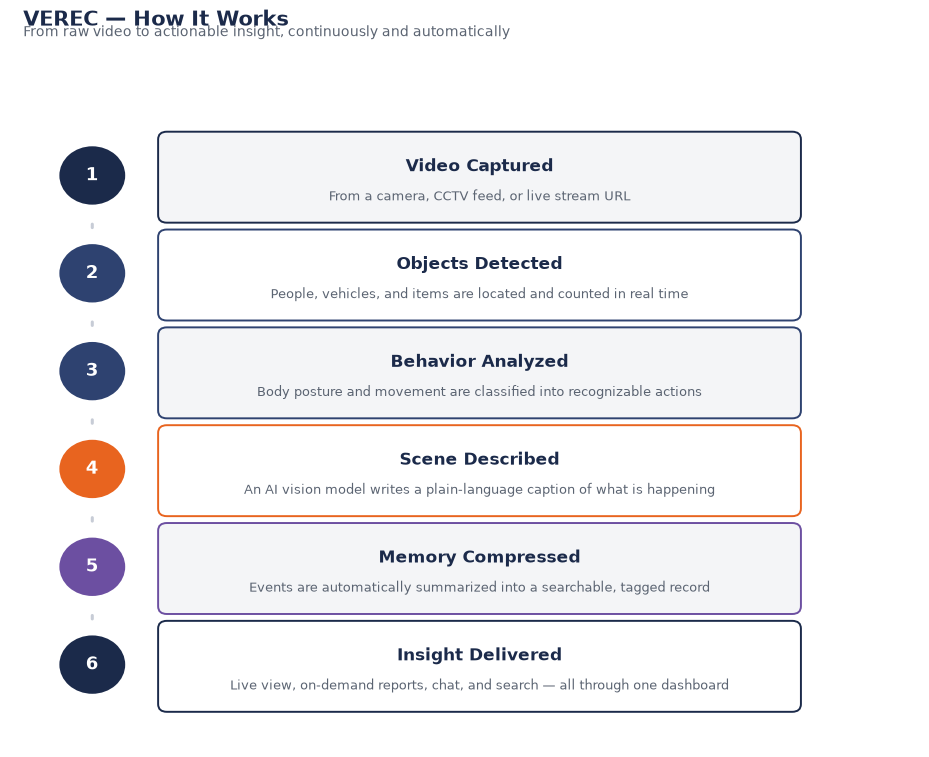 VEREC — How It Works
From raw video to actionable insight, continuously and automatically
1
Video Captured
From a camera, CCTV feed, or live stream URL
2
Objects Detected
People, vehicles, and items are located and counted in real time
3
Behavior Analyzed
Body posture and movement are classified into recognizable actions
4
Scene Described
An AI vision model writes a plain-language caption of what is happening
5
Memory Compressed
Events are automatically summarized into a searchable, tagged record
6
Insight Delivered
Live view, on-demand reports, chat, and search — all through one dashboard